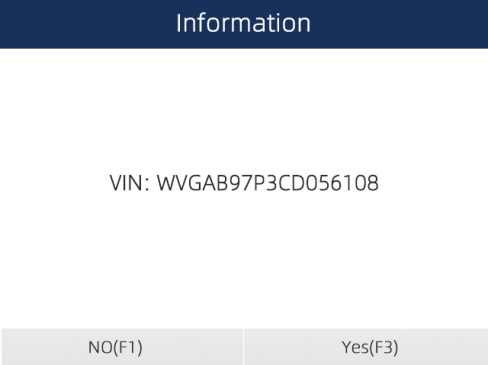 Information
VIN: WVGAB97P3CD056108
NO(F1)
Yes(F3)